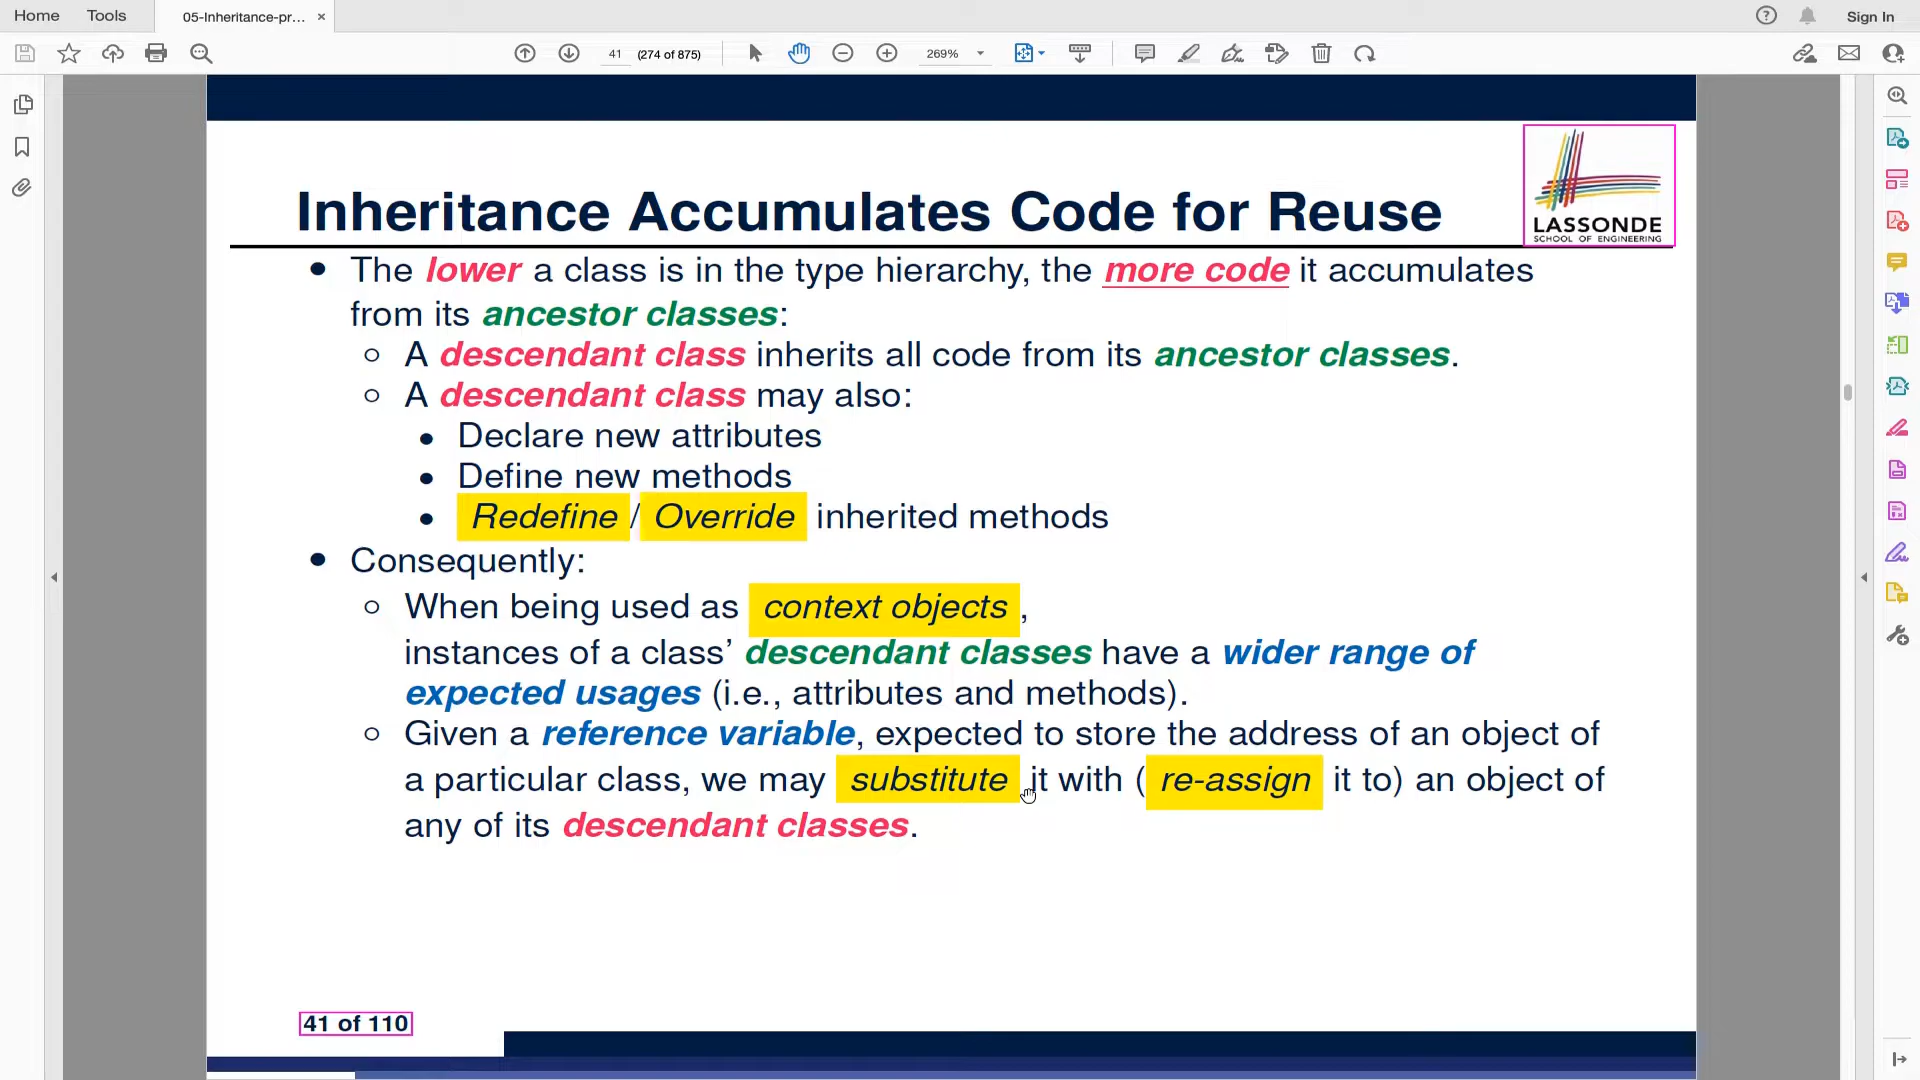 Home Tools 05-Inheritance-pr... × Sign In
41 (274 of 875) 269%
LASSONDE
SCHOOL OF ENGINEERING
Inheritance Accumulates Code for Reuse
• The lower a class is in the type hierarchy, the more code it accumulates
from its ancestor classes:
○ A descendant class inherits all code from its ancestor classes.
○ A descendant class may also:
• Declare new attributes
• Define new methods
• Redefine / Override inherited methods
• Consequently:
○ When being used as context objects ,
instances of a class’ descendant classes have a wider range of
expected usages (i.e., attributes and methods).
○ Given a reference variable, expected to store the address of an object of
a particular class, we may substitute it with ( re-assign it to) an object of
any of its descendant classes.
41 of 110